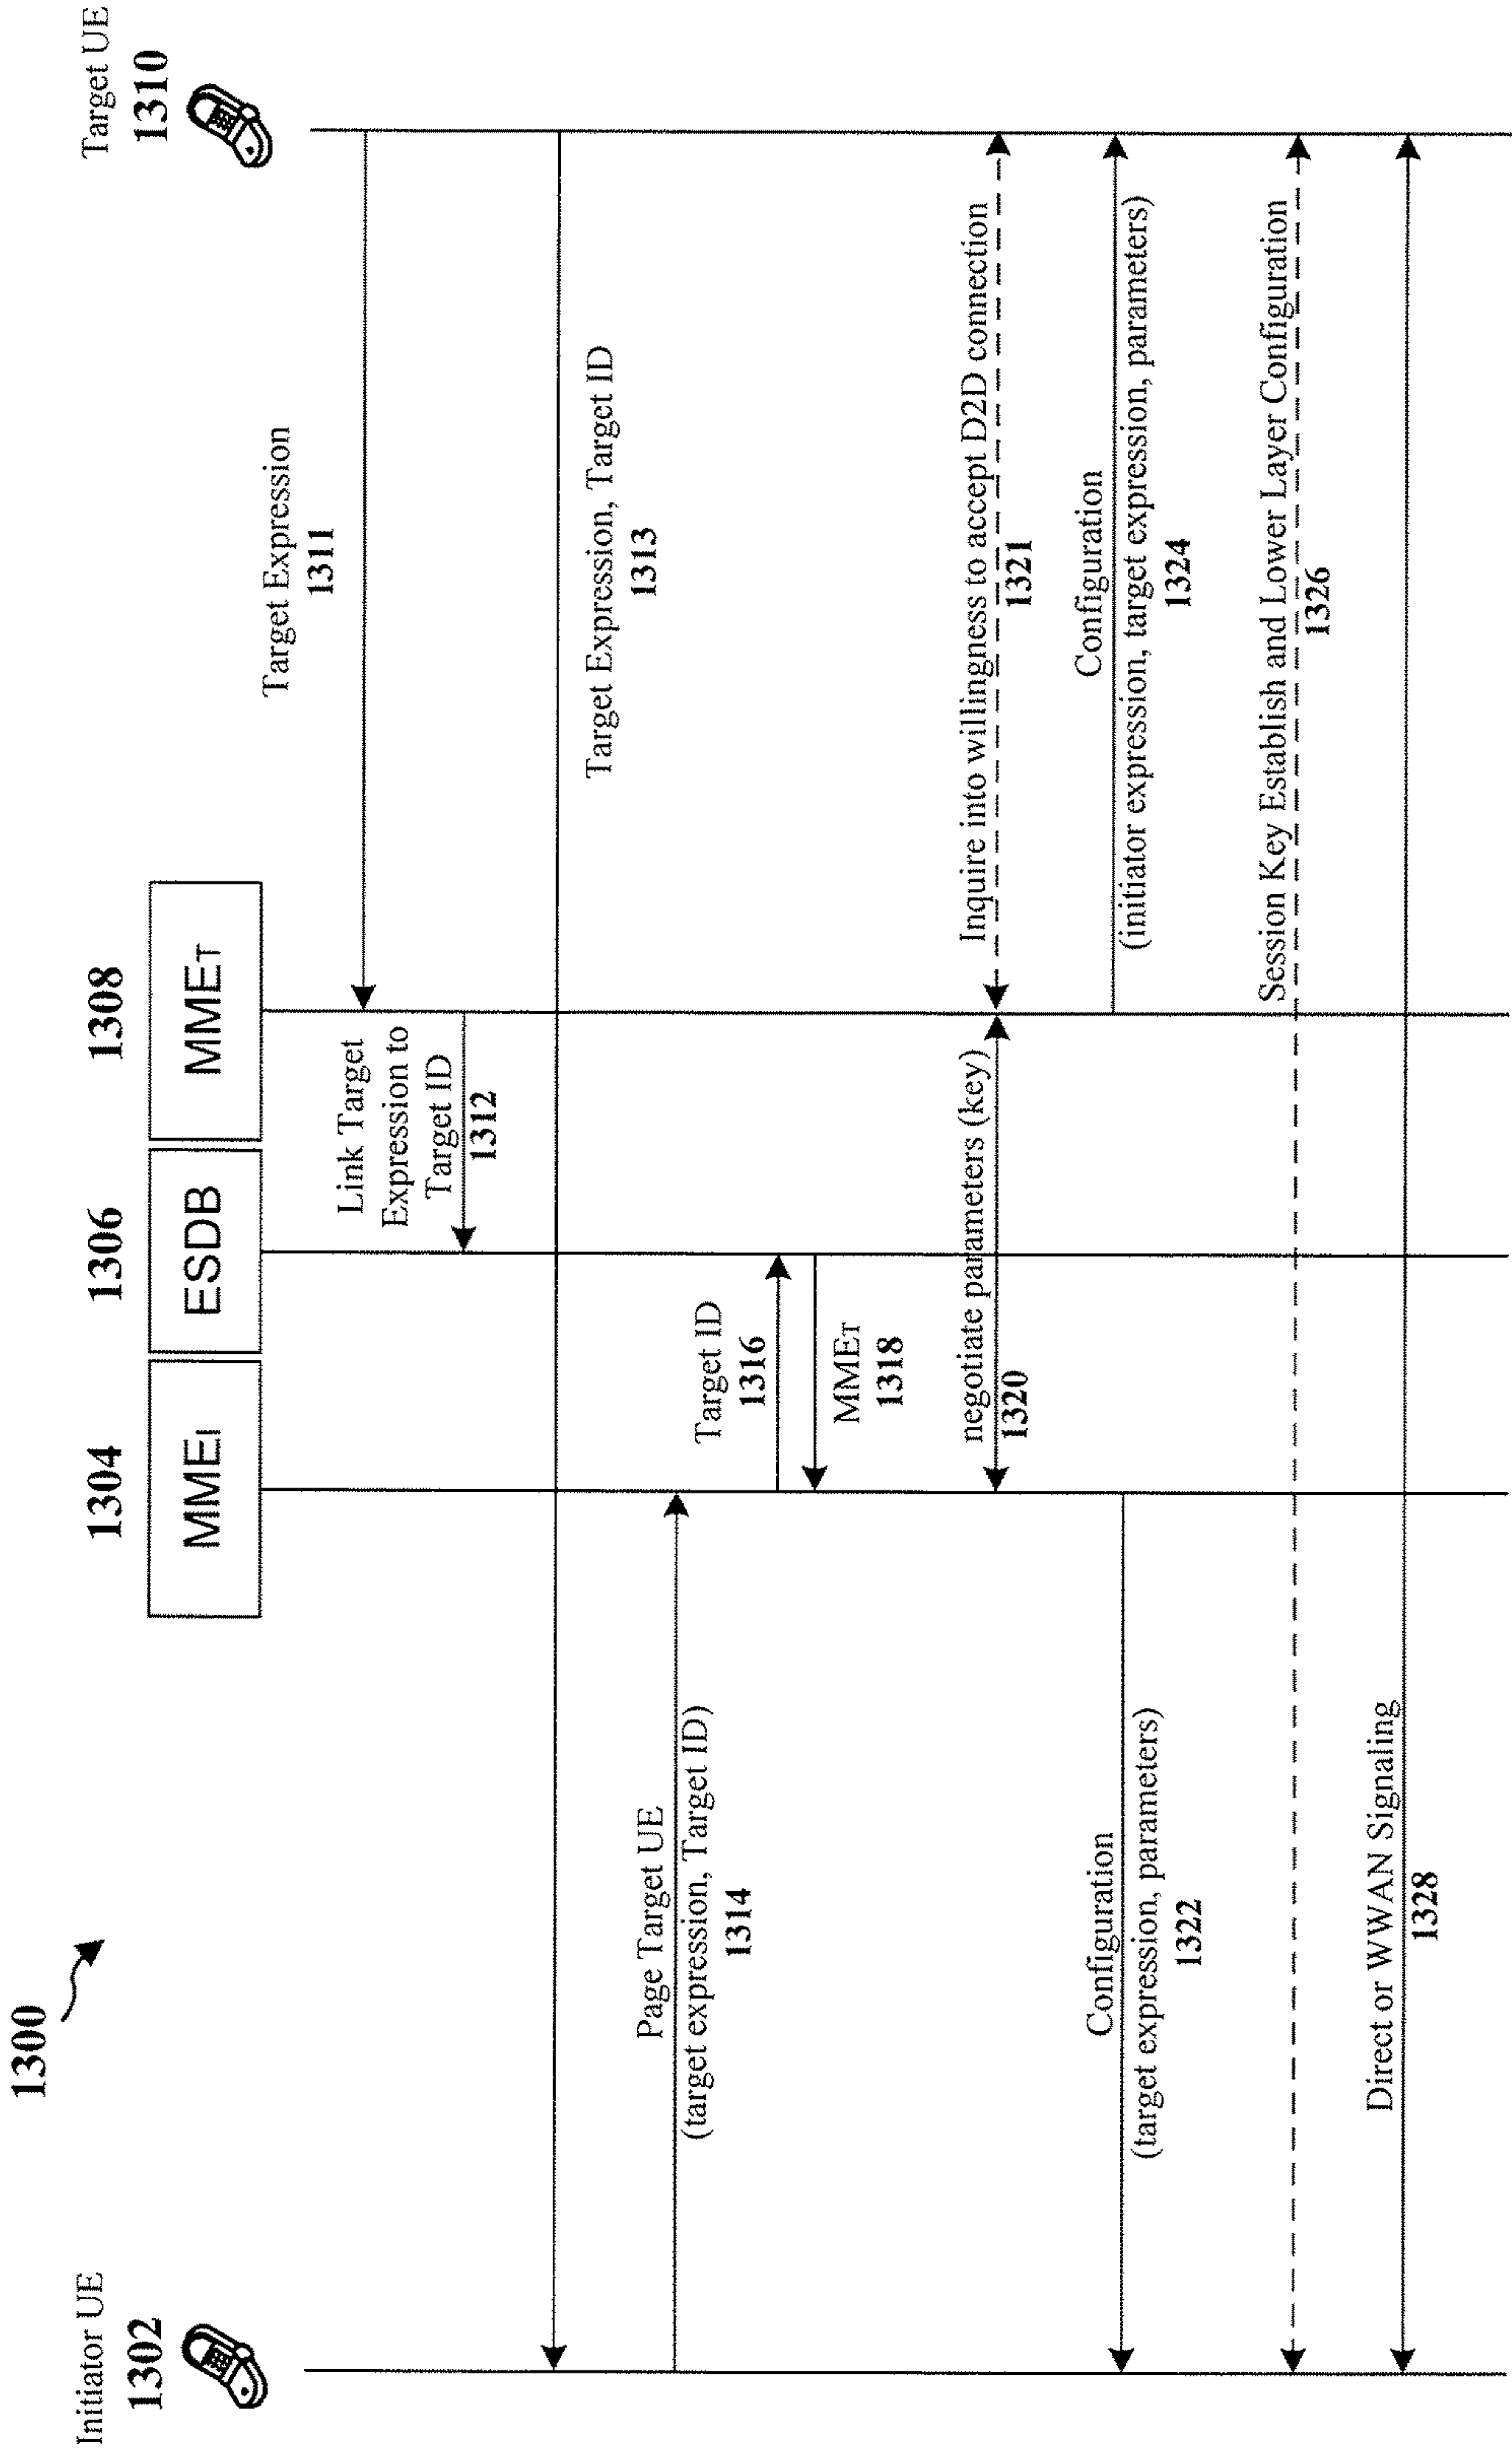 1300
Initiator UE
1302
1304
MMEI
1306
ESDB
1308
MMET
Target UE
1310
Target Expression
1311
Link Target
Expression to
Target ID
1312
Target Expression, Target ID
1313
Page Target UE
(target expression, Target ID)
1314
Target ID
1316
MMET
1318
negotiate parameters (key)
1320
Inquire into willingness to accept D2D connection
1321
Configuration
(target expression, parameters)
1322
Configuration
(initiator expression, target expression, parameters)
1324
Session Key Establish and Lower Layer Configuration
1326
Direct or WWAN Signaling
1328